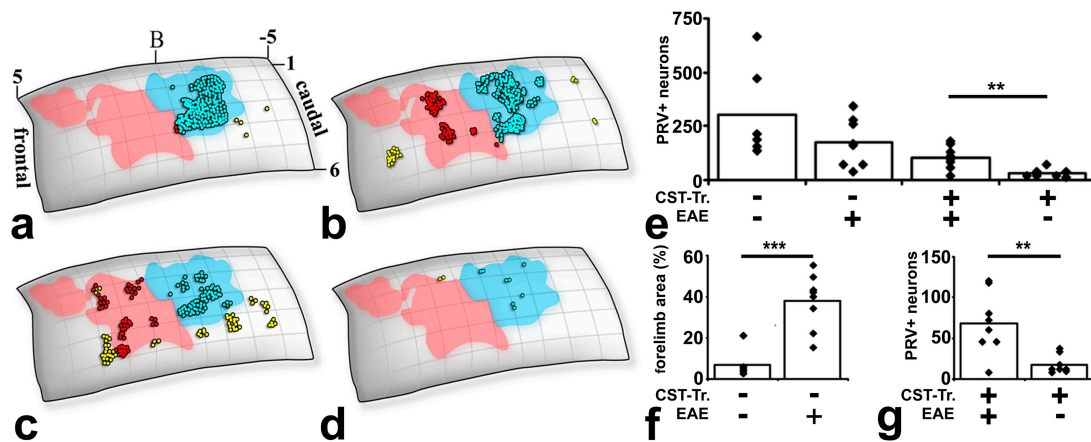 B
-5
1
5
caudal
frontal
6
a
b
c
d
PRV+ neurons
750
500
250
0
**
CST-Tr. - - + +
EAE - + + -
e
forelimb area (%)
60
40
20
0
***
CST-Tr. - -
EAE - +
f
PRV+ neurons
150
100
50
0
**
CST-Tr. + +
EAE + -
g